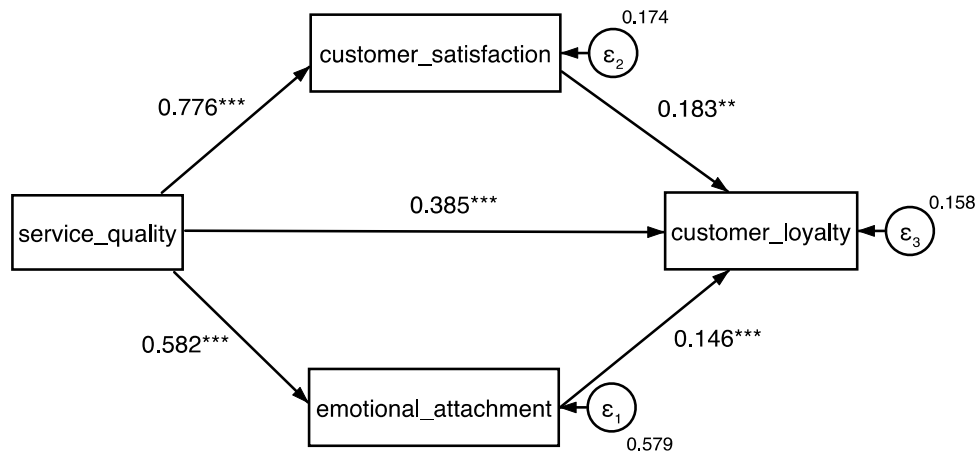 0.174
customer_satisfaction
ε2
0.776***
0.183**
0.385***
0.158
service_quality
customer_loyalty
ε3
0.582***
0.146***
emotional_attachment
ε1
0.579